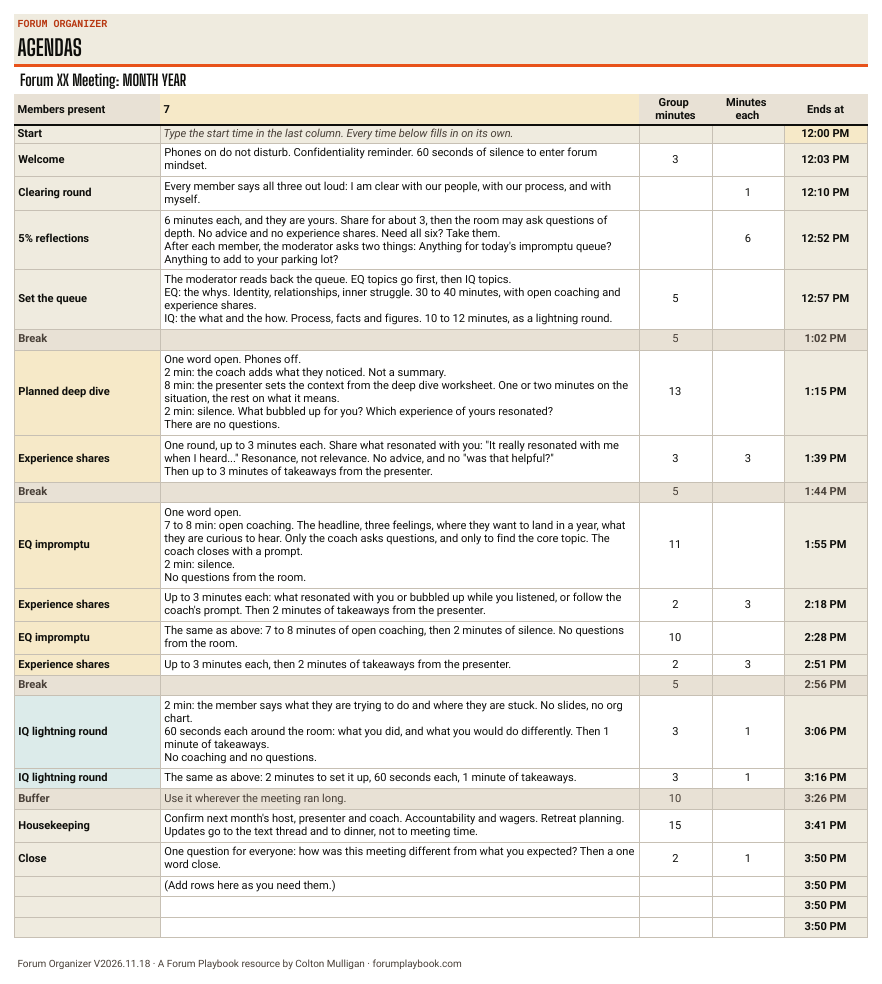 FORUM ORGANIZER
AGENDAS
Forum XX Meeting: MONTH YEAR
Members present 7 Group minutes Minutes each Ends at
Start Type the start time in the last column. Every time below fills in on its own. 12:00 PM
Welcome Phones on do not disturb. Confidentiality reminder. 60 seconds of silence to enter forum
mindset. 3 12:03 PM
Clearing round Every member says all three out loud: I am clear with our people, with our process, and with
myself. 1 12:10 PM
5% reflections 6 minutes each, and they are yours. Share for about 3, then the room may ask questions of
depth. No advice and no experience shares. Need all six? Take them.
After each member, the moderator asks two things: Anything for today's impromptu queue?
Anything to add to your parking lot? 6 12:52 PM
Set the queue The moderator reads back the queue. EQ topics go first, then IQ topics.
EQ: the whys. Identity, relationships, inner struggle. 30 to 40 minutes, with open coaching and
experience shares.
IQ: the what and the how. Process, facts and figures. 10 to 12 minutes, as a lightning round. 5 12:57 PM
Break 5 1:02 PM
Planned deep dive One word open. Phones off.
2 min: the coach adds what they noticed. Not a summary.
8 min: the presenter sets the context from the deep dive worksheet. One or two minutes on the
situation, the rest on what it means.
2 min: silence. What bubbled up for you? Which experience of yours resonated?
There are no questions. 13 1:15 PM
Experience shares One round, up to 3 minutes each. Share what resonated with you: "It really resonated with me
when I heard..." Resonance, not relevance. No advice, and no "was that helpful?"
Then up to 3 minutes of takeaways from the presenter. 3 3 1:39 PM
Break 5 1:44 PM
EQ impromptu One word open.
7 to 8 min: open coaching. The headline, three feelings, where they want to land in a year, what
they are curious to hear. Only the coach asks questions, and only to find the core topic. The
coach closes with a prompt.
2 min: silence.
No questions from the room. 11 1:55 PM
Experience shares Up to 3 minutes each: what resonated with you or bubbled up while you listened, or follow the
coach's prompt. Then 2 minutes of takeaways from the presenter. 2 3 2:18 PM
EQ impromptu The same as above: 7 to 8 minutes of open coaching, then 2 minutes of silence. No questions
from the room. 10 2:28 PM
Experience shares Up to 3 minutes each, then 2 minutes of takeaways from the presenter. 2 3 2:51 PM
Break 5 2:56 PM
IQ lightning round 2 min: the member says what they are trying to do and where they are stuck. No slides, no org
chart.
60 seconds each around the room: what you did, and what you would do differently. Then 1
minute of takeaways.
No coaching and no questions. 3 1 3:06 PM
IQ lightning round The same as above: 2 minutes to set it up, 60 seconds each, 1 minute of takeaways. 3 1 3:16 PM
Buffer Use it wherever the meeting ran long. 10 3:26 PM
Housekeeping Confirm next month's host, presenter and coach. Accountability and wagers. Retreat planning.
Updates go to the text thread and to dinner, not to meeting time. 15 3:41 PM
Close One question for everyone: how was this meeting different from what you expected? Then a one
word close. 2 1 3:50 PM
(Add rows here as you need them.) 3:50 PM
3:50 PM
3:50 PM
Forum Organizer V2026.11.18 · A Forum Playbook resource by Colton Mulligan · forumplaybook.com